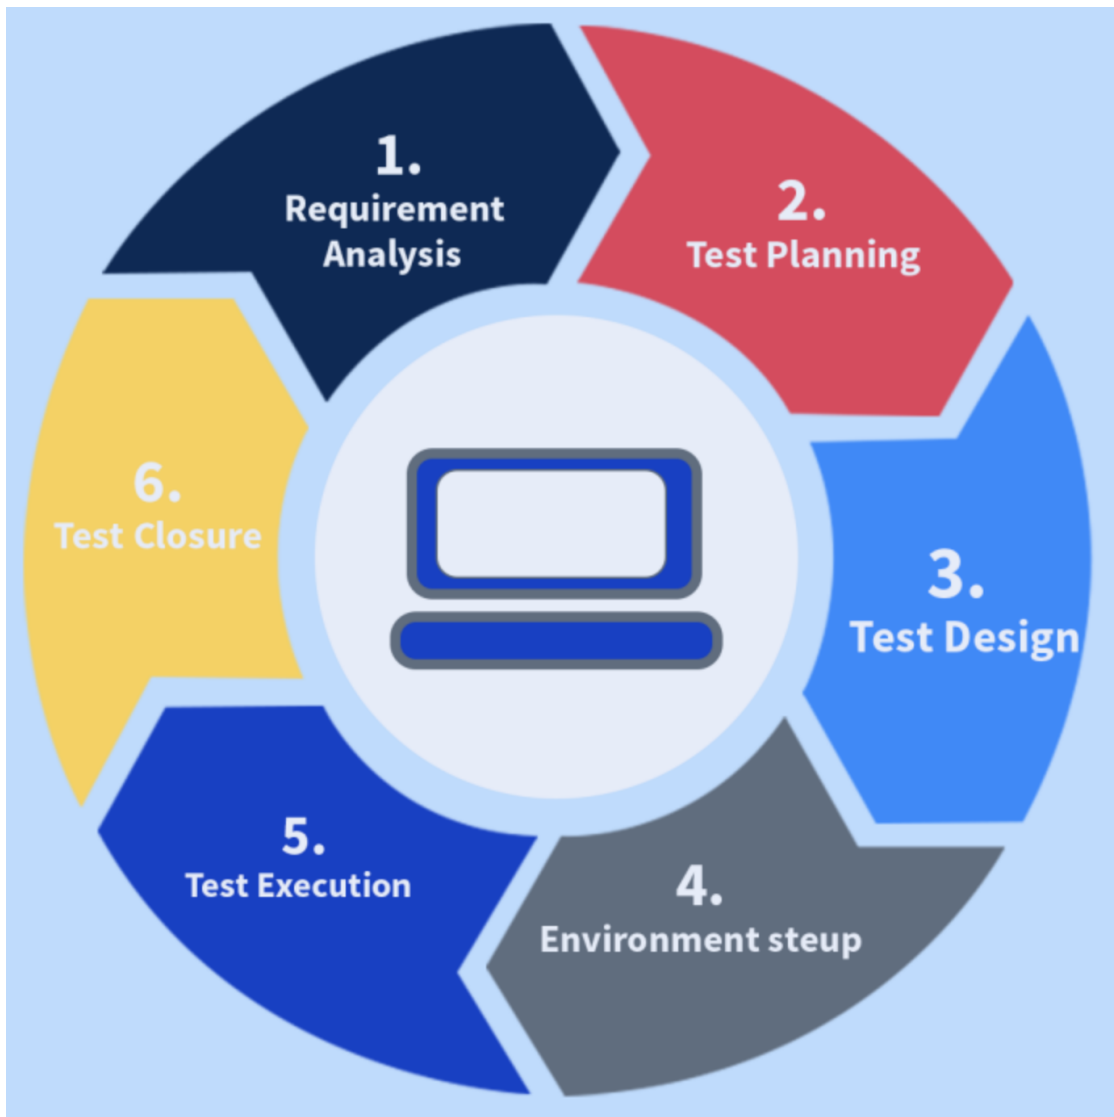 1.
Requirement
Analysis
2.
Test Planning
3.
Test Design
4.
Environment steup
5.
Test Execution
6.
Test Closure